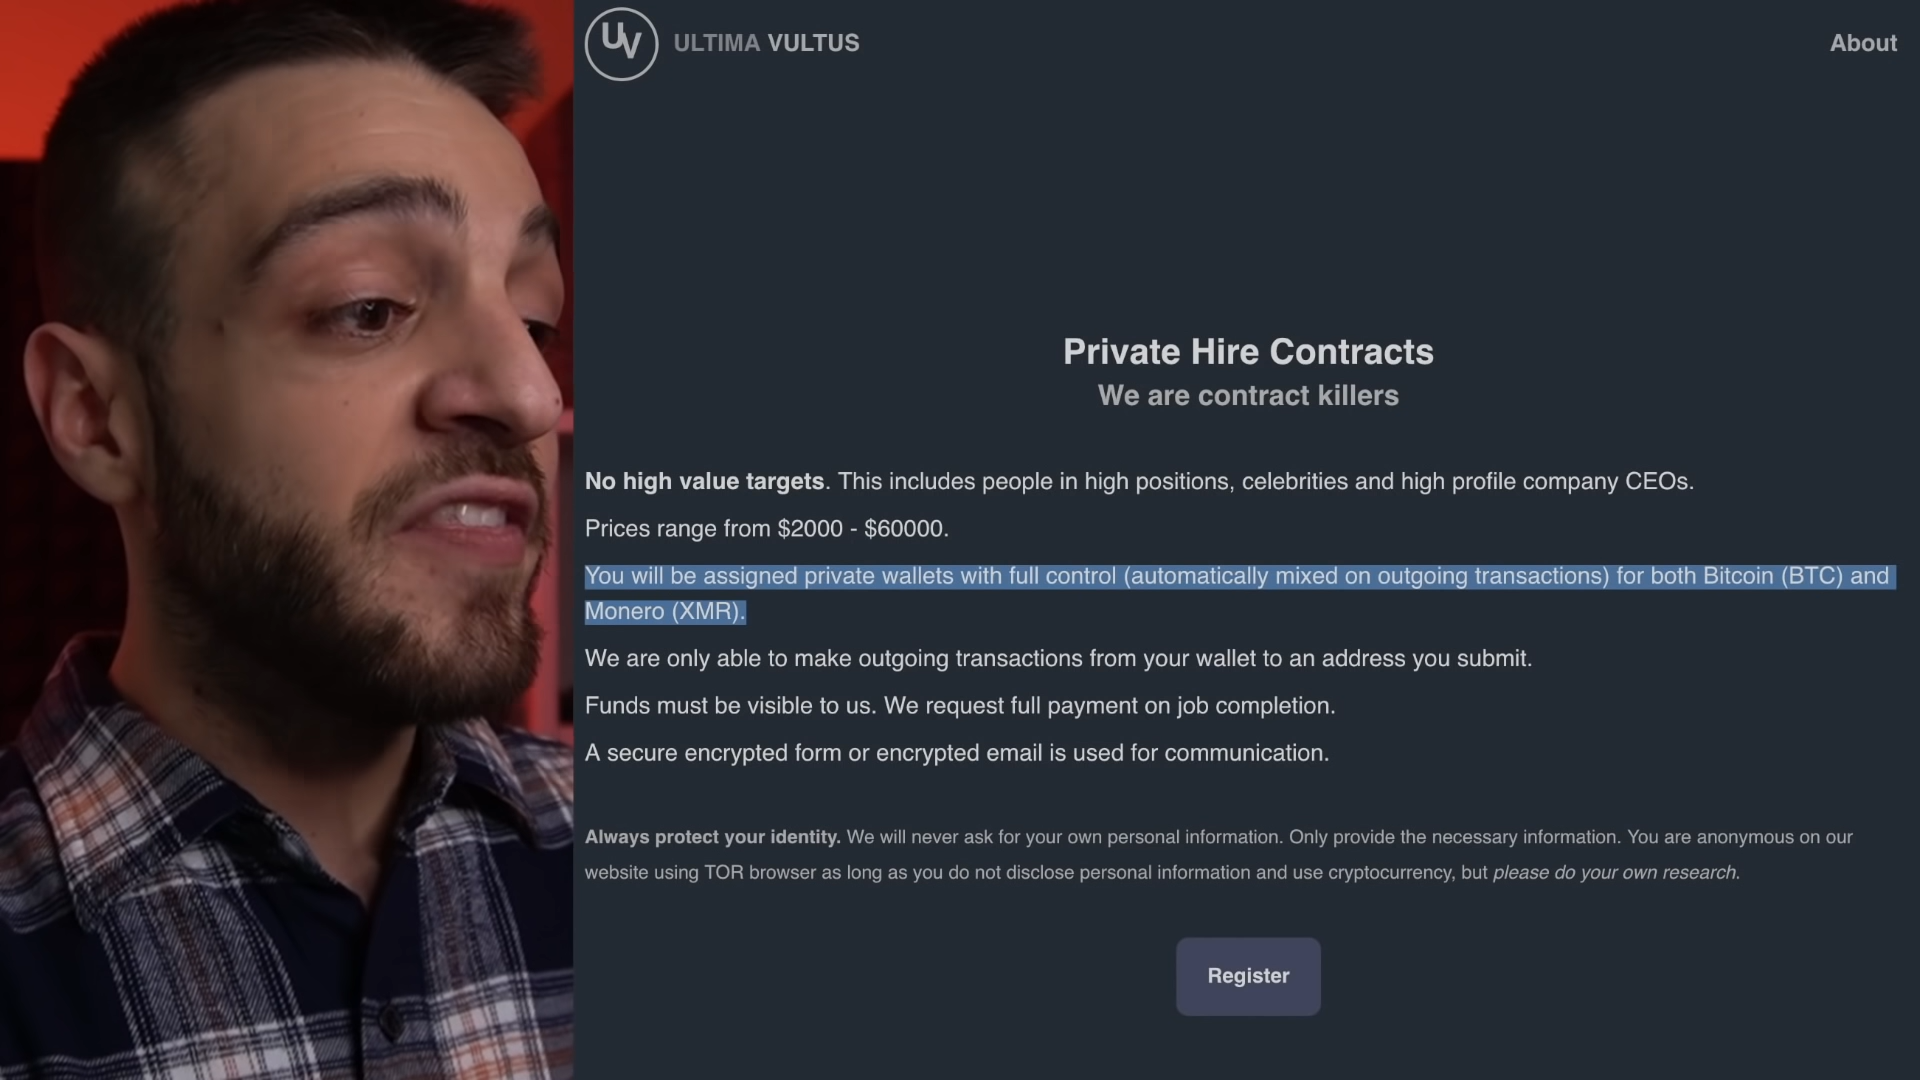 UV ULTIMA VULTUS
About
Private Hire Contracts
We are contract killers
No high value targets. This includes people in high positions, celebrities and high profile company CEOs.
Prices range from $2000 - $60000.
You will be assigned private wallets with full control (automatically mixed on outgoing transactions) for both Bitcoin (BTC) and
Monero (XMR).
We are only able to make outgoing transactions from your wallet to an address you submit.
Funds must be visible to us. We request full payment on job completion.
A secure encrypted form or encrypted email is used for communication.
Always protect your identity. We will never ask for your own personal information. Only provide the necessary information. You are anonymous on our
website using TOR browser as long as you do not disclose personal information and use cryptocurrency, but please do your own research.
Register